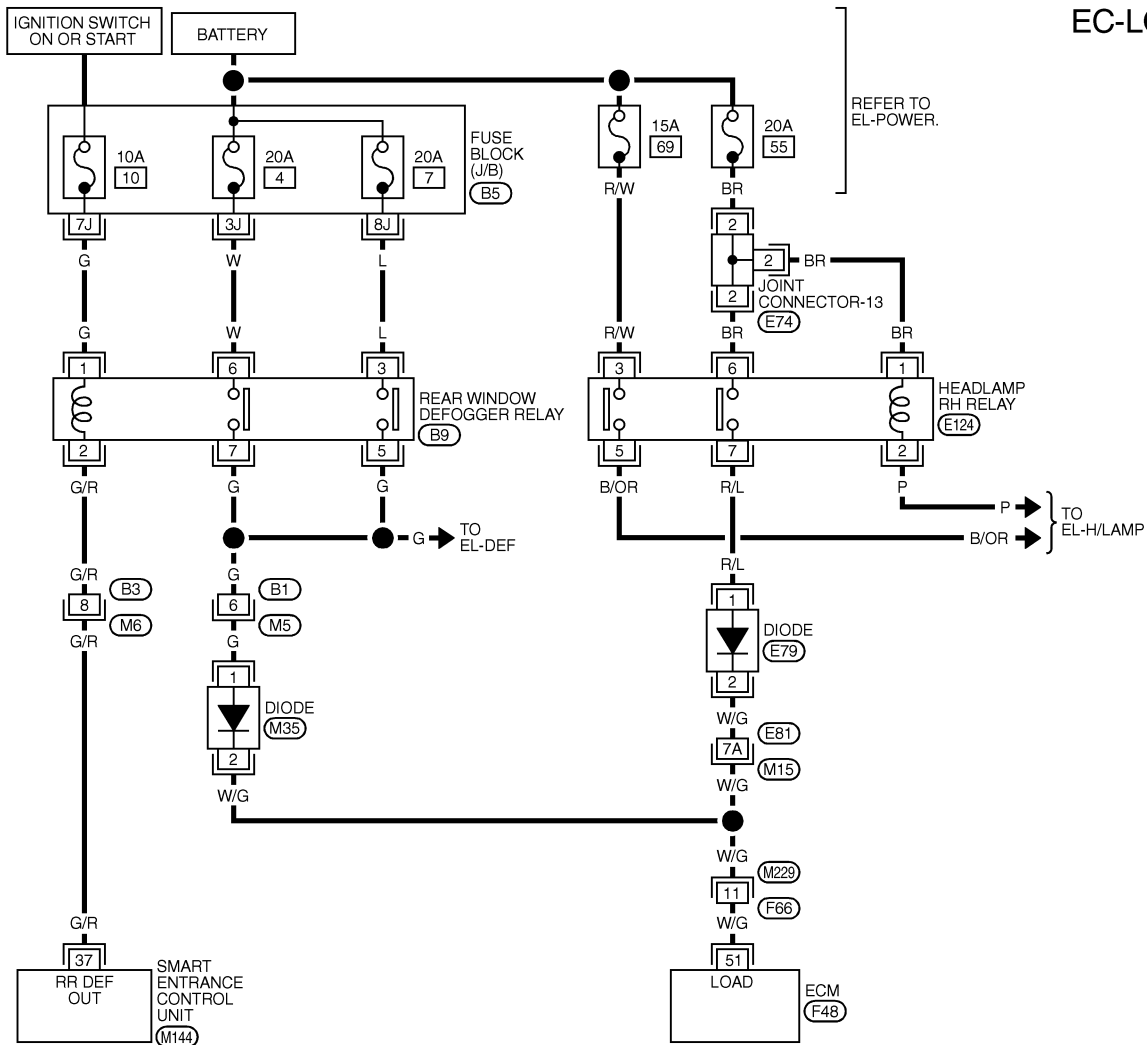 EC-LO
IGNITION SWITCH
ON OR START
BATTERY
REFER TO
EL-POWER.
10A
10
20A
4
20A
7
FUSE
BLOCK
(J/B)
B5
15A
69
20A
55
7J
3J
8J
R/W
BR
2
G
W
L
2
BR
JOINT
CONNECTOR-13
E74
2
G
W
L
R/W
BR
BR
1
6
3
3
6
1
REAR WINDOW
DEFOGGER RELAY
B9
HEADLAMP
RH RELAY
E124
2
7
5
5
7
2
G/R
G
G
B/OR
R/L
P
P
B/OR
TO
EL-H/LAMP
G
TO
EL-DEF
G/R
8
B3
M6
G/R
G
6
B1
M5
G
R/L
1
DIODE
E79
2
1
DIODE
M35
2
W/G
W/G
7A
E81
M15
W/G
W/G
11
M229
F66
W/G
G/R
37
RR DEF
OUT
SMART
ENTRANCE
CONTROL
UNIT
M144
51
LOAD
ECM
F48